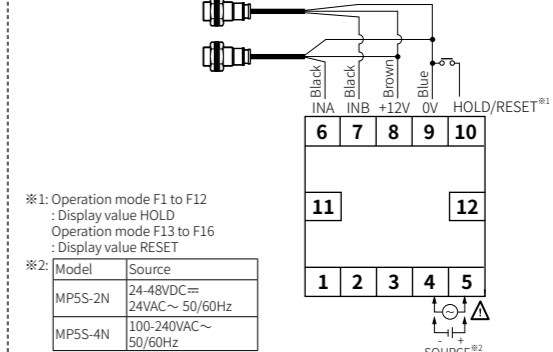 Black
Black
Brown
Blue
INA INB +12V 0V HOLD/RESET※1
6 7 8 9 10
11 12
1 2 3 4 5
- +
SOURCE※2
※1: Operation mode F1 to F12
: Display value HOLD
Operation mode F13 to F16
: Display value RESET
※2:
Model Source
MP5S-2N 24-48VDC⎓
24VAC～ 50/60Hz
MP5S-4N 100-240VAC～
50/60Hz